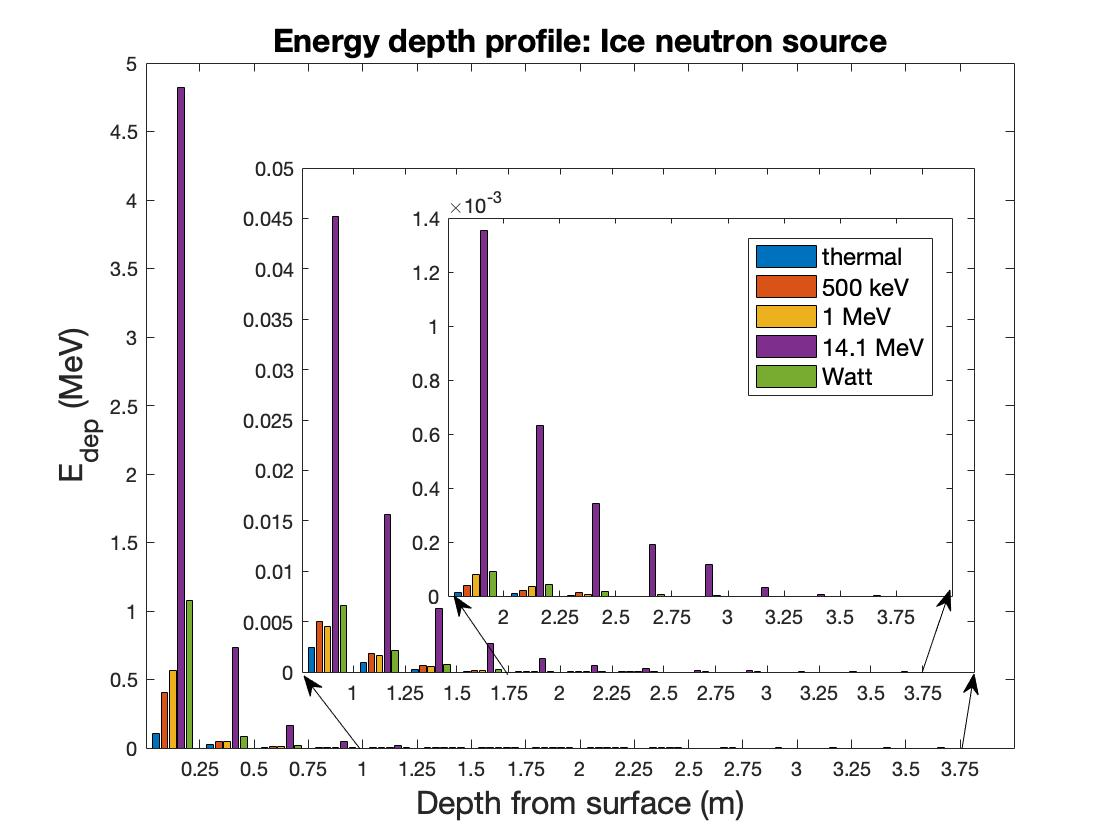 Energy depth profile: Ice neutron source
E_dep (MeV)
5
4.5
4
3.5
3
2.5
2
1.5
1
0.5
0
0.25 0.5 0.75 1 1.25 1.5 1.75 2 2.25 2.5 2.75 3 3.25 3.5 3.75
Depth from surface (m)
0.05
0.045
0.04
0.035
0.03
0.025
0.02
0.015
0.01
0.005
0
1 1.25 1.5 1.75 2 2.25 2.5 2.75 3 3.25 3.5 3.75
×10⁻³
1.4
1.2
1
0.8
0.6
0.4
0.2
0
2 2.25 2.5 2.75 3 3.25 3.5 3.75
thermal
500 keV
1 MeV
14.1 MeV
Watt